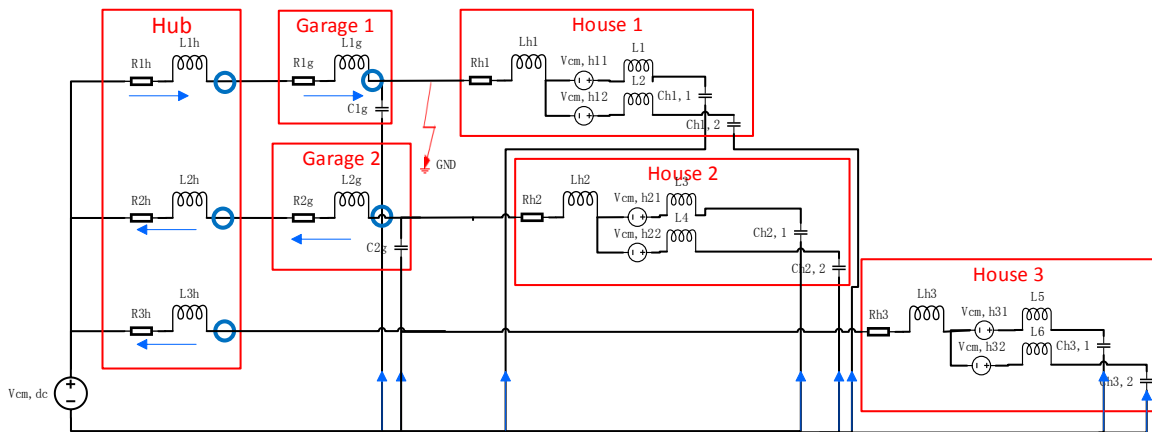 Hub
Garage 1
House 1
L1h
R1h
L1g
R1g
C1g
Rh1
Lh1
Vcm,h11
Vcm,h12
L1
L2
Ch1,1
Ch1,2
GND
Garage 2
House 2
L2h
R2h
L2g
R2g
C2g
Rh2
Lh2
Vcm,h21
Vcm,h22
L3
L4
Ch2,1
Ch2,2
House 3
L3h
R3h
Rh3
Lh3
Vcm,h31
Vcm,h32
L5
L6
Ch3,1
Ch3,2
Vcm,dc